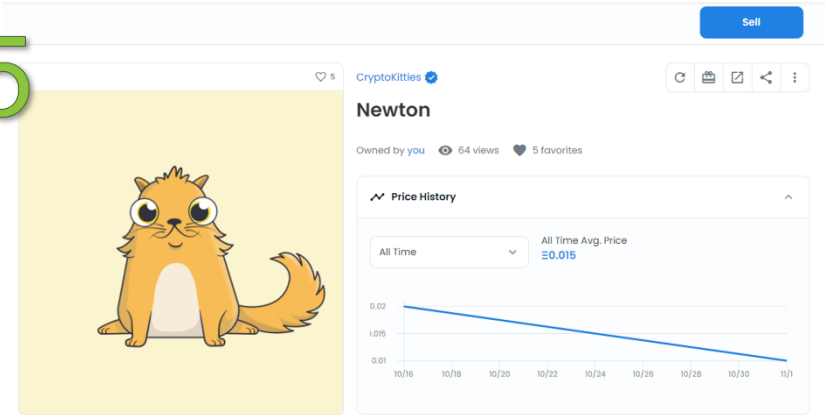 Sell
5
5
CryptoKitties
Newton
Owned by you 64 views 5 favorites
Price History
All Time
All Time Avg. Price
Ξ0.015
0.02
0.015
0.01
10/16 10/18 10/20 10/22 10/24 10/26 10/28 10/30 11/1